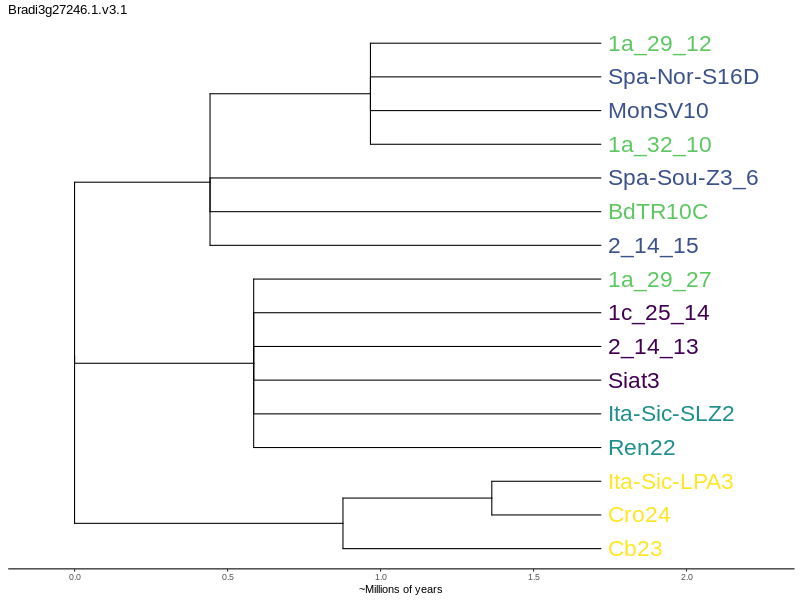 Bradi3g27246.1.v3.1
1a_29_12
Spa-Nor-S16D
MonSV10
1a_32_10
Spa-Sou-Z3_6
BdTR10C
2_14_15
1a_29_27
1c_25_14
2_14_13
Siat3
Ita-Sic-SLZ2
Ren22
Ita-Sic-LPA3
Cro24
Cb23
0.0 0.5 1.0 1.5 2.0
~Millions of years